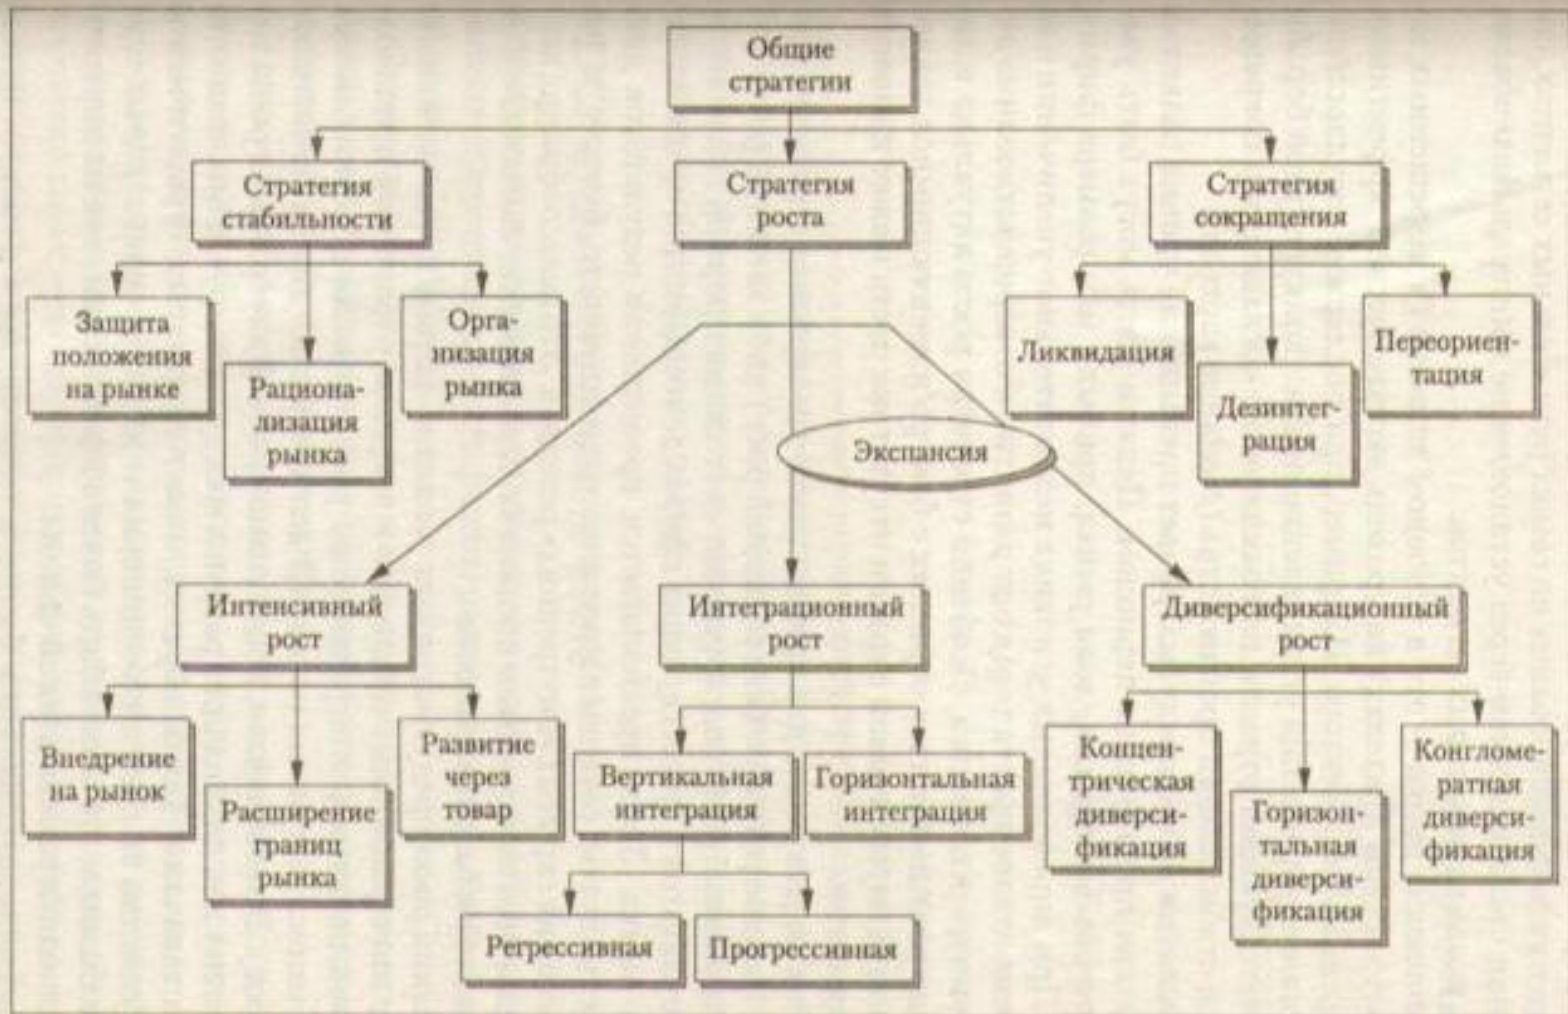 Общие
стратегии
Стратегия
стабильности
Стратегия
роста
Стратегия
сокращения
Защита
положения
на рынке
Рациона-
лизация
рынка
Орга-
низация
рынка
Ликвидация
Дезинтег-
рация
Переориен-
тация
Экспансия
Интенсивный
рост
Интеграционный
рост
Диверсификационный
рост
Внедрение
на рынок
Расширение
границ
рынка
Развитие
через
товар
Вертикальная
интеграция
Горизонтальная
интеграция
Концен-
трическая
диверси-
фикация
Горизон-
тальная
диверси-
фикация
Конгломе-
ратная
диверси-
фикация
Регрессивная
Прогрессивная